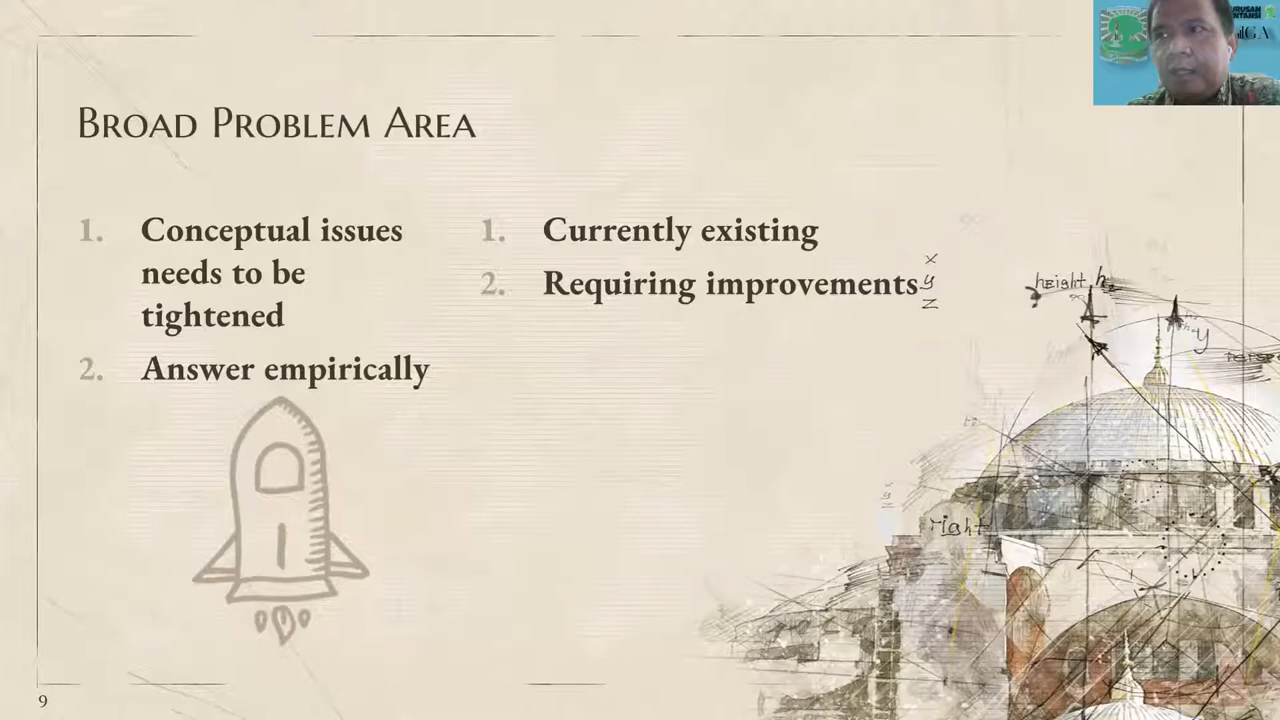 Broad Problem Area
1. Conceptual issues
needs to be
tightened
2. Answer empirically
1. Currently existing
2. Requiring improvements
x
y
z
height h
y
right
9